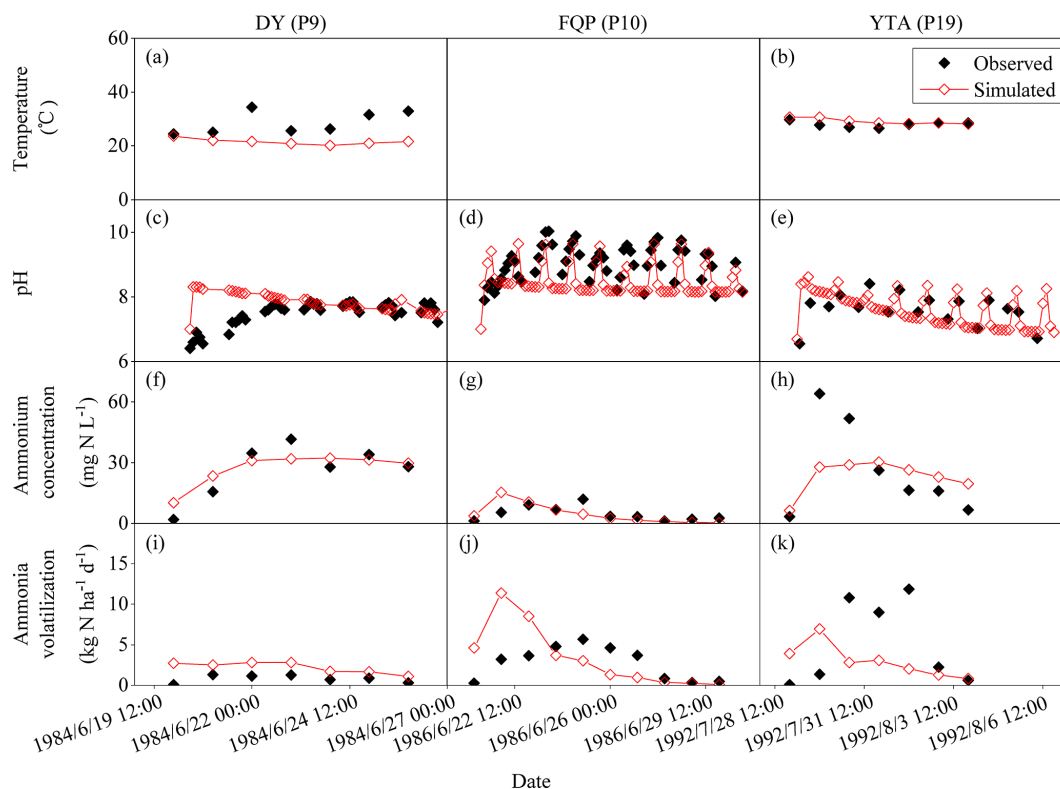 DY (P9) FQP (P10) YTA (P19)
60 (a) (b) Observed
Simulated
40
20
0
Temperature
(℃)
10 (c) (d) (e)
8
6
pH
60 (f) (g) (h)
30
0
Ammonium
concentration
(mg N L⁻¹)
15 (i) (j) (k)
10
5
0
Ammonia
volatilization
(kg N ha⁻¹ d⁻¹)
1984/6/19 12:00 1984/6/22 00:00 1984/6/24 12:00 1984/6/27 00:00 1986/6/22 12:00 1986/6/26 00:00 1986/6/29 12:00 1992/7/28 12:00 1992/7/31 12:00 1992/8/3 12:00 1992/8/6 12:00
Date